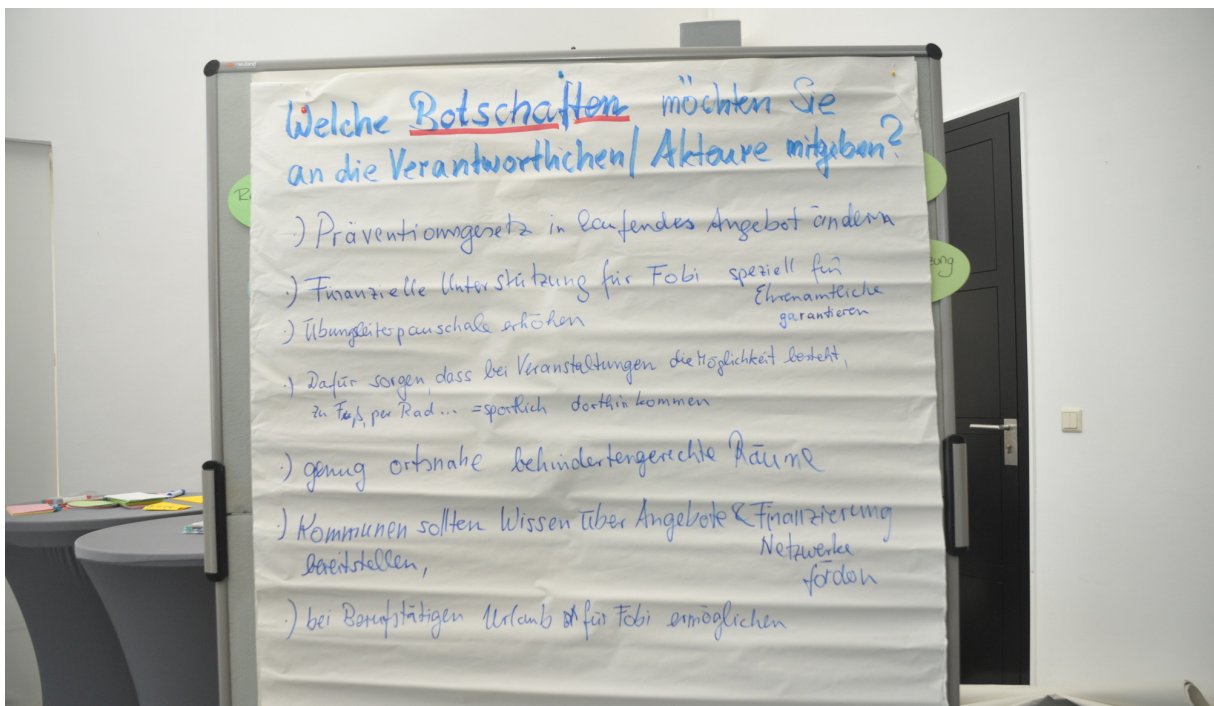 Welche Botschaften möchten Sie
an die Verantwortlichen/Akteure mitgeben?
·) Präventionsgesetz in laufendes Angebot ändern
·) Finanzielle Unterstützung für Fobi speziell für
Ehrenamtliche
garantieren
·) Übungsleiterpauschale erhöhen
·) Dafür sorgen, dass bei Veranstaltungen die Möglichkeit besteht,
zu Fuß, per Rad... = sportlich dorthin kommen
·) genug ortsnahe behindertengerechte Räume
·) Kommunen sollten Wissen über Angebote & Finanzierung
bereitstellen,
Netzwerke
fördern
·) bei Berufstätigen Urlaub für Fobi ermöglichen